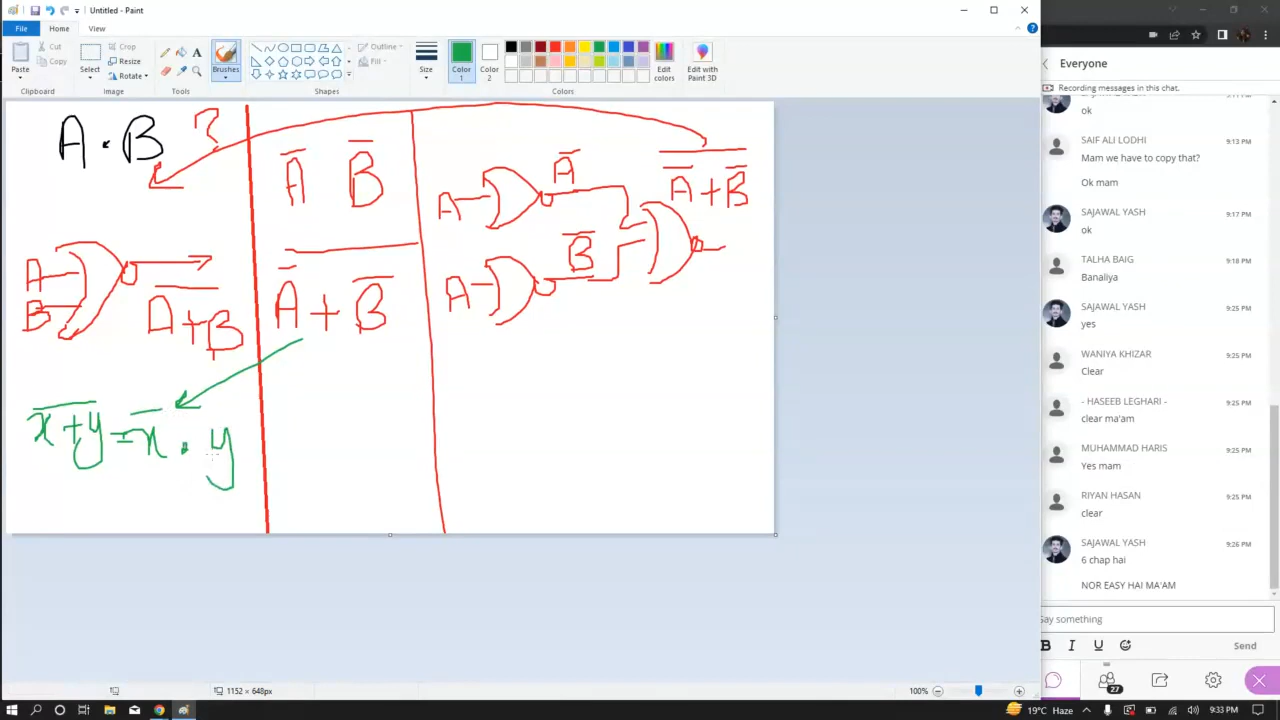 Untitled - Paint
File
Home
View
Paste
Cut
Copy
Clipboard
Select
Crop
Resize
Rotate
Image
Tools
Brushes
Shapes
Outline
Fill
Size
Color 1
Color 2
Edit colors
Edit with Paint 3D
Colors
A · B ?
A̅ B̅
A
A̅
A̅+B̅
A
B̅
A
B
A+B
A̅ + B̅
x+y = x̅ · y
1152 × 648px
100%
Everyone
Recording messages in this chat.
ok
SAIF ALI LODHI
9:13 PM
Mam we have to copy that?
Ok mam
SAJAWAL YASH
9:17 PM
ok
TALHA BAIG
9:18 PM
Banaliya
SAJAWAL YASH
9:25 PM
yes
WANIYA KHIZAR
9:25 PM
Clear
- HASEEB LEGHARI -
9:25 PM
clear ma'am
MUHAMMAD HARIS
9:25 PM
Yes mam
RIYAN HASAN
9:25 PM
clear
SAJAWAL YASH
9:26 PM
6 chap hai
NOR EASY HAI MA'AM
Say something
B I U
Send
27
19°C Haze
9:33 PM